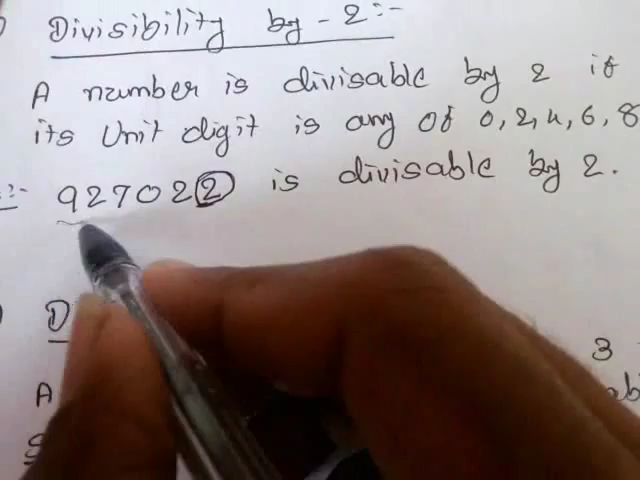 Divisibility by - 2:-
A number is divisable by 2 if
its Unit digit is any of 0, 2, 4, 6, 8
:- 927022 is divisable by 2.
D
3
A